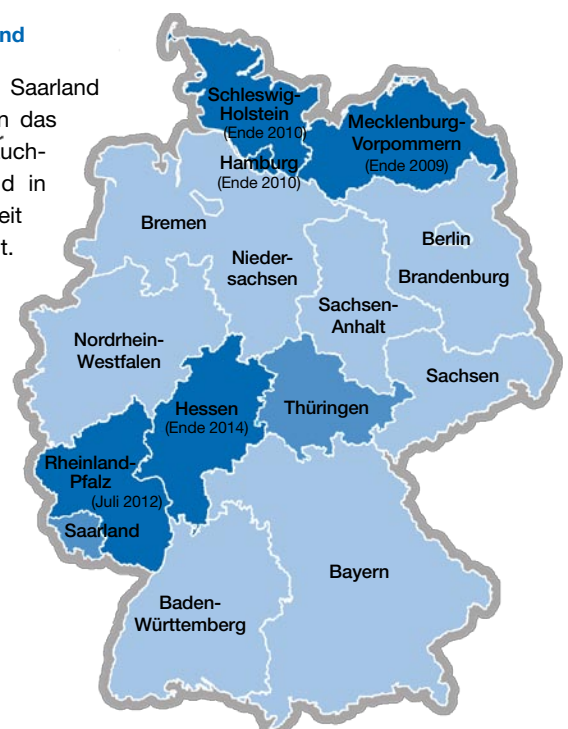 nd
Saarland
das
uch-
d in
eit
t.
Schleswig-
Holstein
(Ende 2010)
Mecklenburg-
Vorpommern
(Ende 2009)
Hamburg
(Ende 2010)
Bremen
Berlin
Nieder-
sachsen
Brandenburg
Sachsen-
Anhalt
Nordrhein-
Westfalen
Sachsen
Hessen
(Ende 2014)
Thüringen
Rheinland-
Pfalz
(Juli 2012)
Saarland
Bayern
Baden-
Württemberg